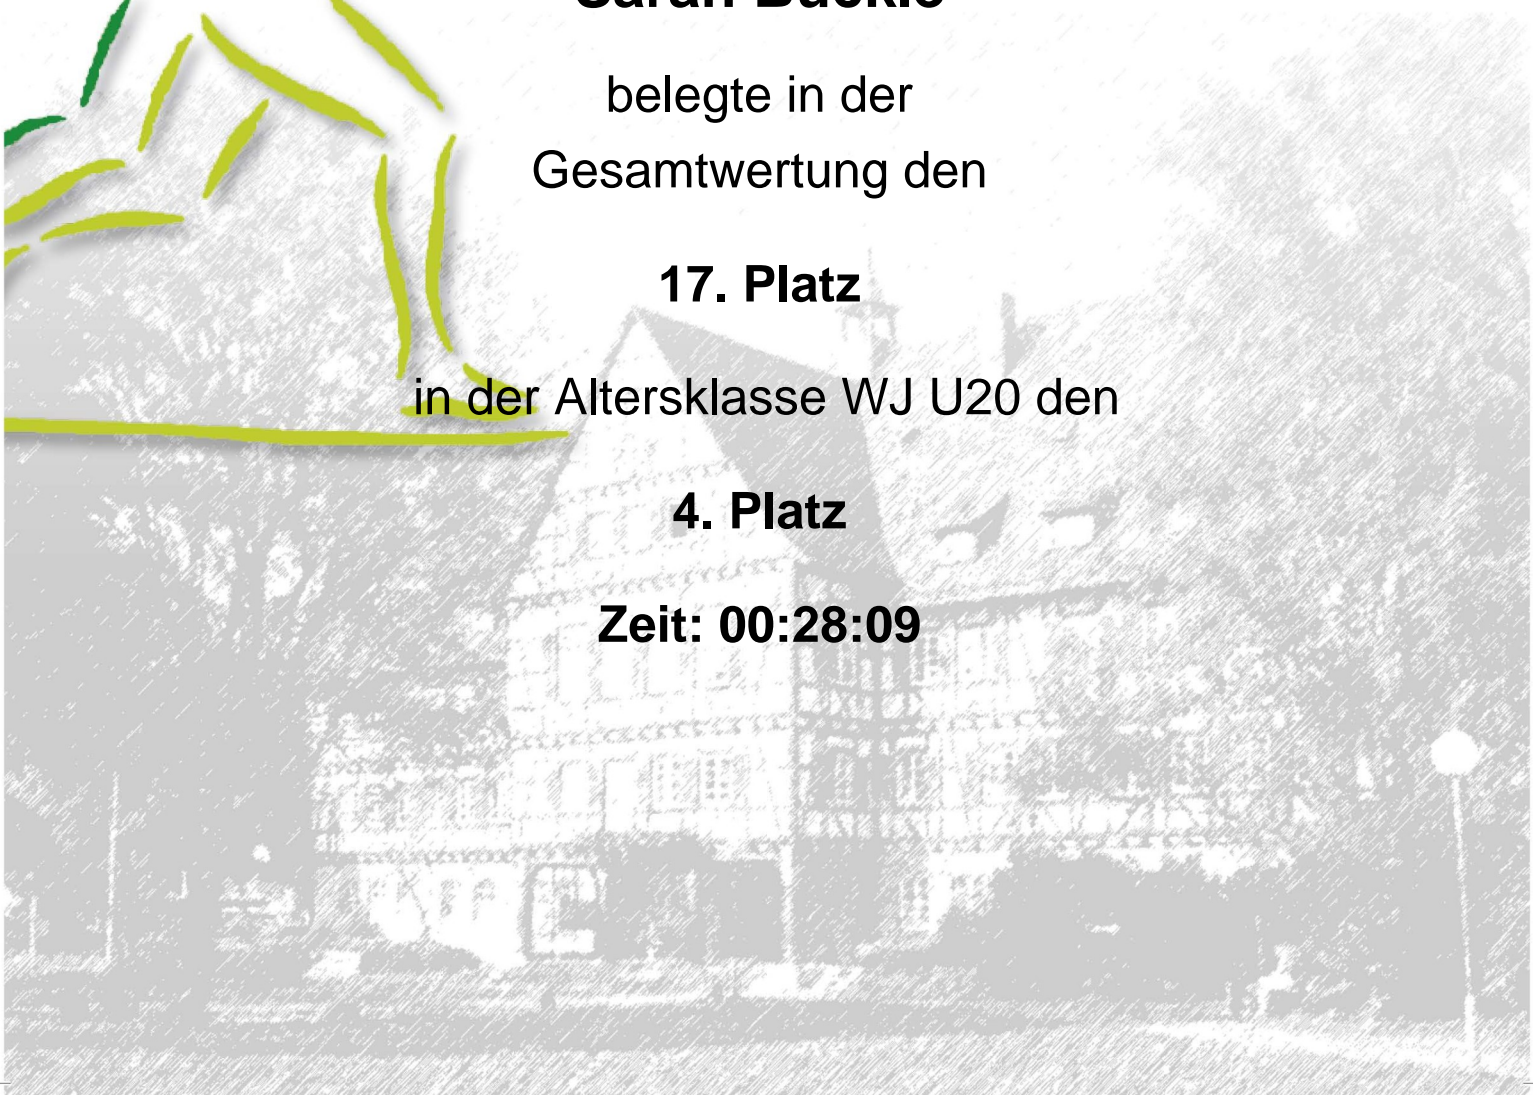 belegte in der
Gesamtwertung den
17. Platz
in der Altersklasse WJ U20 den
4. Platz
Zeit: 00:28:09